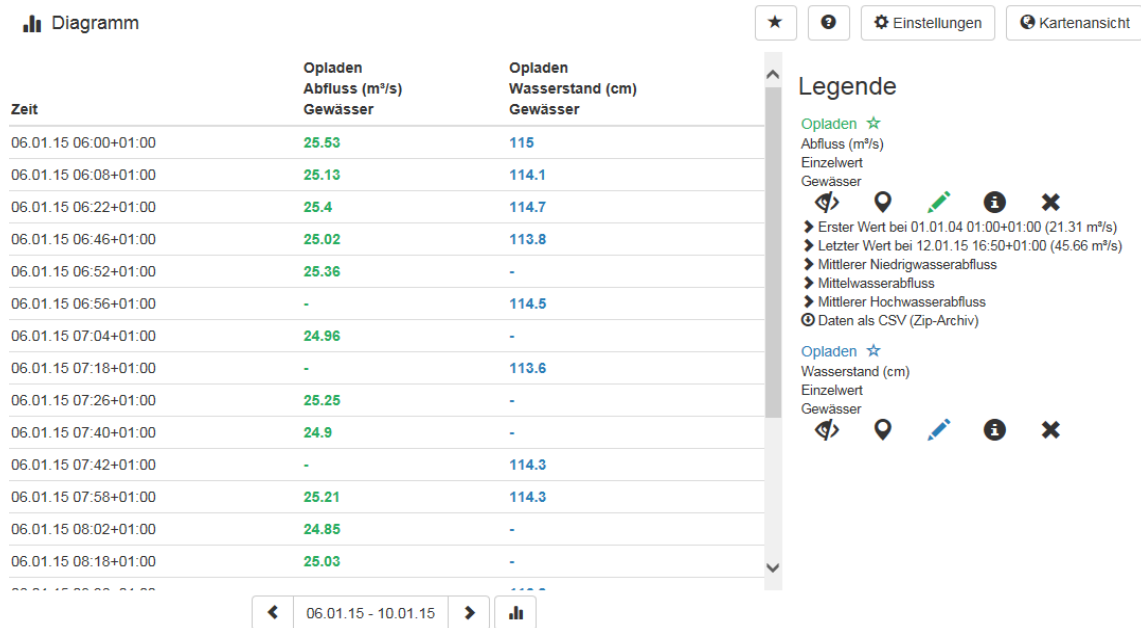 Diagramm
Einstellungen
Kartenansicht
Zeit
Opladen
Abfluss (m³/s)
Gewässer
Opladen
Wasserstand (cm)
Gewässer
06.01.15 06:00+01:00 25.53 115
06.01.15 06:08+01:00 25.13 114.1
06.01.15 06:22+01:00 25.4 114.7
06.01.15 06:46+01:00 25.02 113.8
06.01.15 06:52+01:00 25.36 -
06.01.15 06:56+01:00 - 114.5
06.01.15 07:04+01:00 24.96 -
06.01.15 07:18+01:00 - 113.6
06.01.15 07:26+01:00 25.25 -
06.01.15 07:40+01:00 24.9 -
06.01.15 07:42+01:00 - 114.3
06.01.15 07:58+01:00 25.21 114.3
06.01.15 08:02+01:00 24.85 -
06.01.15 08:18+01:00 25.03 -
06.01.15 - 10.01.15
Legende
Opladen
Abfluss (m³/s)
Einzelwert
Gewässer
Erster Wert bei 01.01.04 01:00+01:00 (21.31 m³/s)
Letzter Wert bei 12.01.15 16:50+01:00 (45.66 m³/s)
Mittlerer Niedrigwasserabfluss
Mittelwasserabfluss
Mittlerer Hochwasserabfluss
Daten als CSV (Zip-Archiv)
Opladen
Wasserstand (cm)
Einzelwert
Gewässer